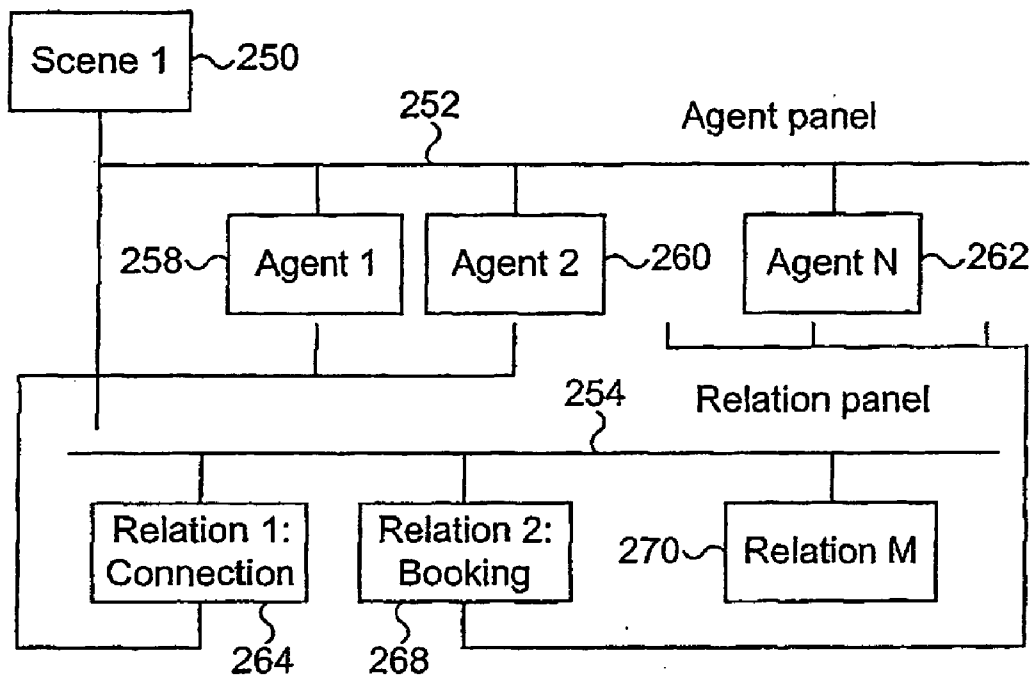 Scene 1
250
252
Agent panel
258
Agent 1
Agent 2
260
Agent N
262
254
Relation panel
Relation 1:
Connection
Relation 2:
Booking
270
Relation M
264
268